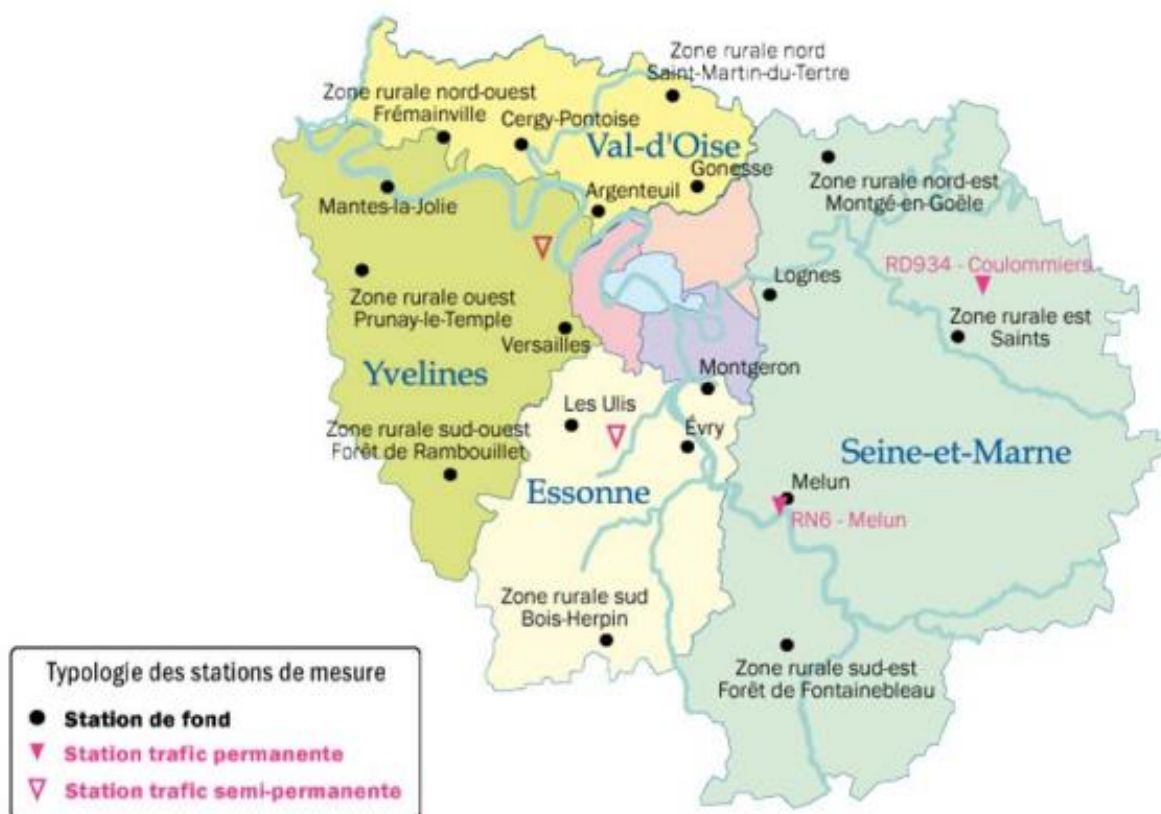 Zone rurale nord
Saint-Martin-du-Tertre
Zone rurale nord-ouest
Frémainville
Cergy-Pontoise
Val-d'Oise
Gonesse
Argenteuil
Mantes-la-Jolie
Zone rurale nord-est
Montgé-en-Goële
RD934 - Coulommiers
Lognes
Zone rurale ouest
Prunay-le-Temple
Zone rurale est
Saints
Versailles
Yvelines
Montgeron
Les Ulis
Évry
Zone rurale sud-ouest
Forêt de Rambouillet
Seine-et-Marne
Essonne
Melun
RN6 - Melun
Zone rurale sud
Bois-Herpin
Zone rurale sud-est
Forêt de Fontainebleau
Typologie des stations de mesure
Station de fond
Station trafic permanente
Station trafic semi-permanente